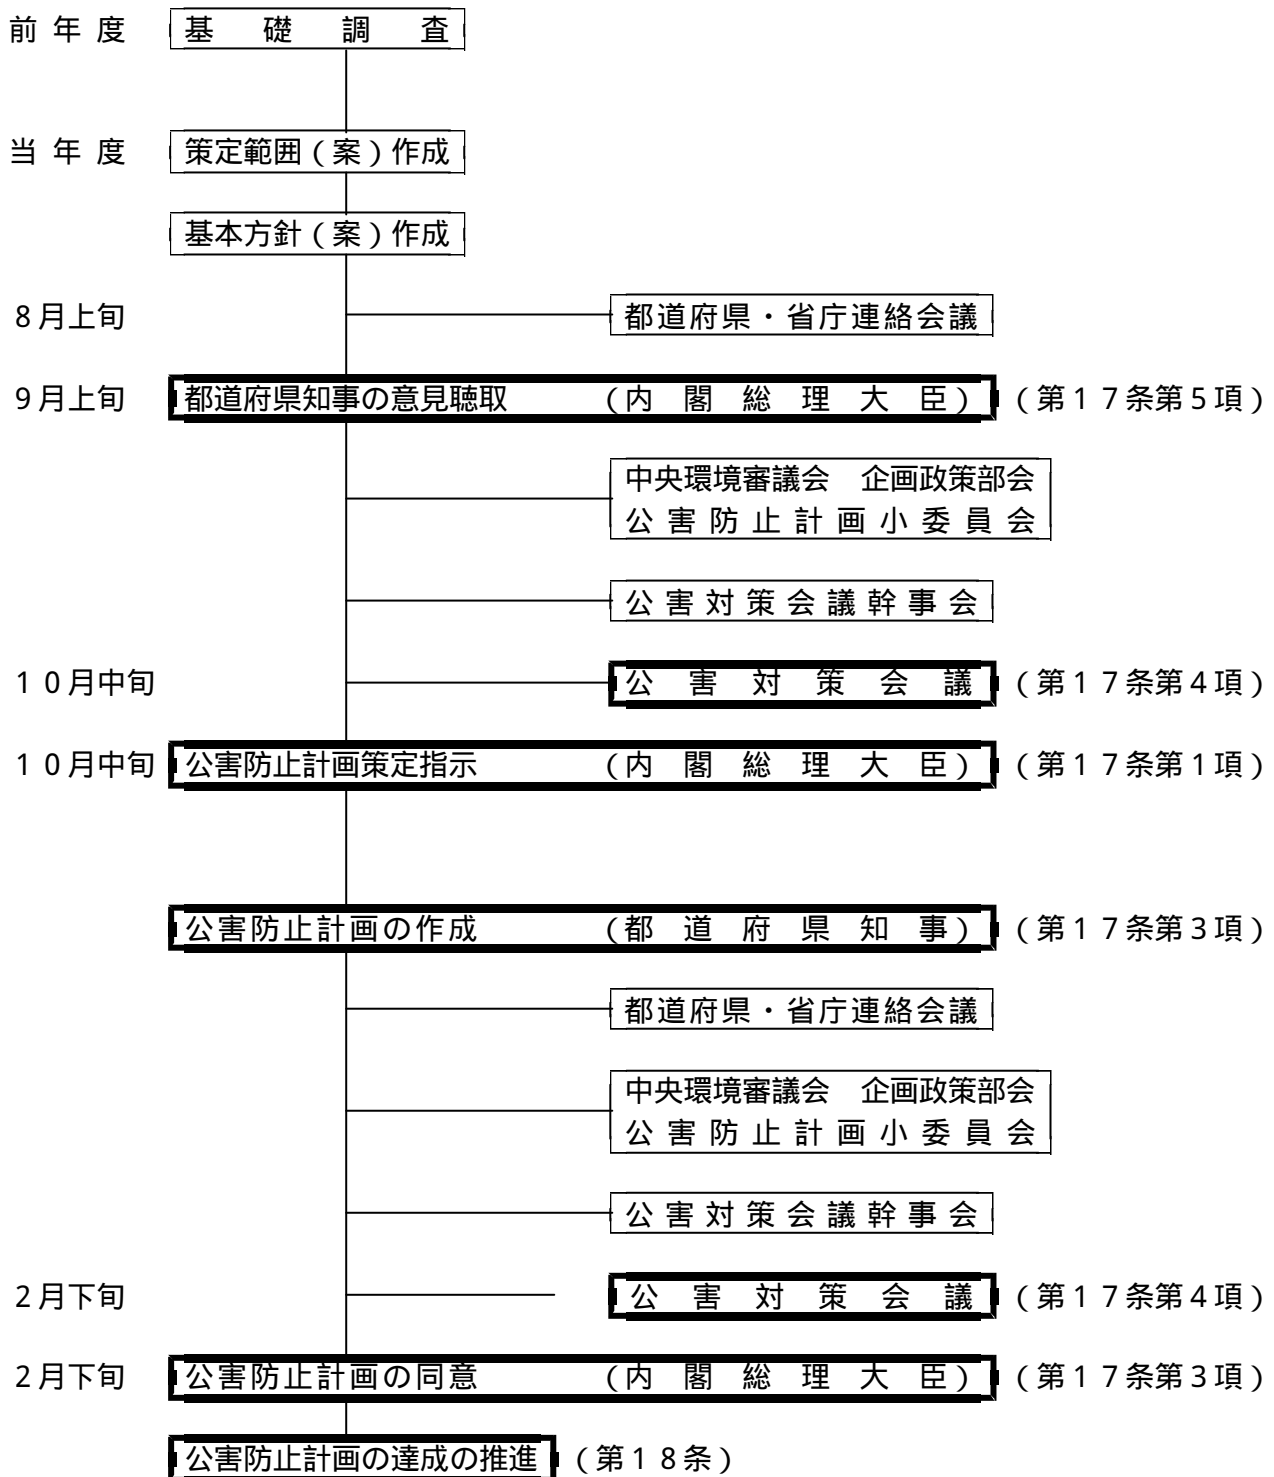 前年度 基礎調査
当年度 策定範囲(案)作成
基本方針(案)作成
8月上旬 都道府県・省庁連絡会議
9月上旬 都道府県知事の意見聴取 (内閣総理大臣) (第17条第5項)
中央環境審議会 企画政策部会
公害防止計画小委員会
公害対策会議幹事会
10月中旬 公害対策会議 (第17条第4項)
10月中旬 公害防止計画策定指示 (内閣総理大臣) (第17条第1項)
公害防止計画の作成 (都道府県知事) (第17条第3項)
都道府県・省庁連絡会議
中央環境審議会 企画政策部会
公害防止計画小委員会
公害対策会議幹事会
2月下旬 公害対策会議 (第17条第4項)
2月下旬 公害防止計画の同意 (内閣総理大臣) (第17条第3項)
公害防止計画の達成の推進 (第18条)